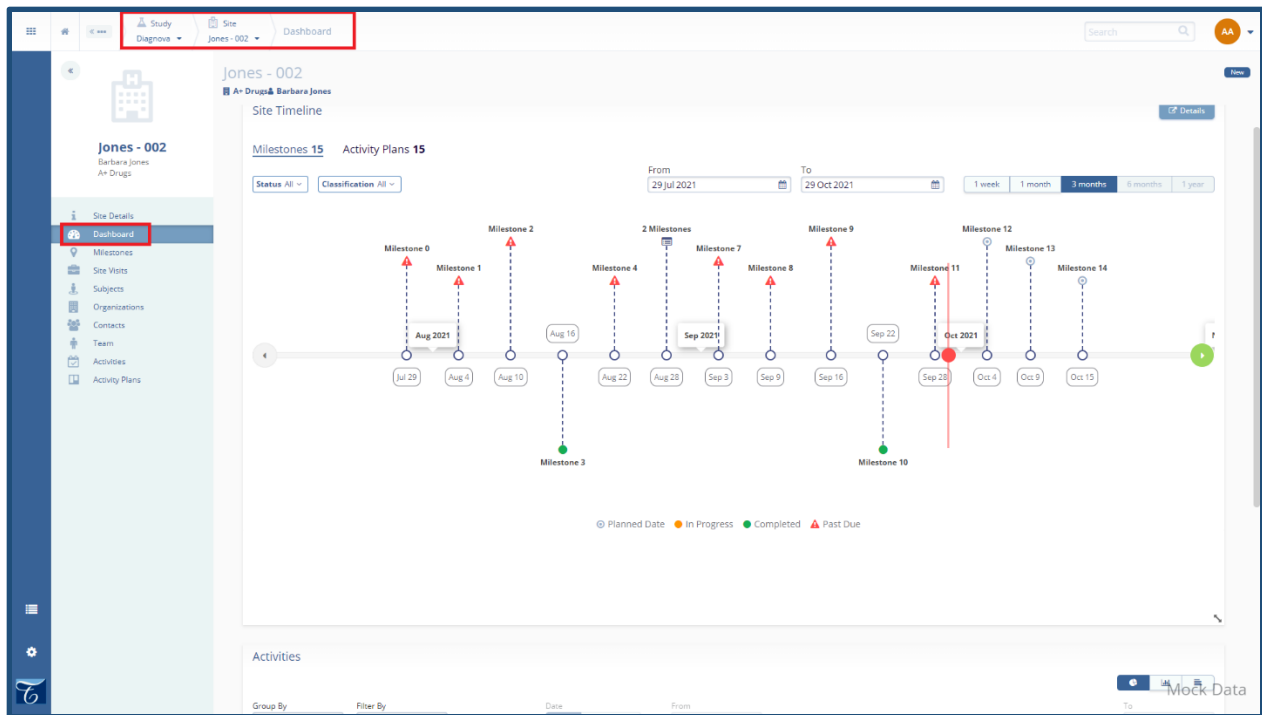 Study
Diagnova
Site
Jones - 002
Dashboard
Search
AA
Jones - 002
Barbara Jones
A+ Drugs
Site Details
Dashboard
Milestones
Site Visits
Subjects
Organizations
Contacts
Team
Activities
Activity Plans
Jones - 002
New
A+ Drugs Barbara Jones
Site Timeline
Details
Milestones 15 Activity Plans 15
From To
Status All Classification All 29 Jul 2021 29 Oct 2021 1 week 1 month 3 months 6 months 1 year
Milestone 2 2 Milestones Milestone 9 Milestone 12
Milestone 0 Milestone 7 Milestone 13
Milestone 1 Milestone 4 Milestone 8 Milestone 11 Milestone 14
Aug 2021 Aug 16 Sep 2021 Sep 22 Oct 2021
Jul 29 Aug 4 Aug 10 Aug 22 Aug 28 Sep 3 Sep 9 Sep 16 Sep 28 Oct 4 Oct 9 Oct 15
Milestone 3 Milestone 10
Planned Date In Progress Completed Past Due
Activities
Mock Data
Group By Filter By Date From To